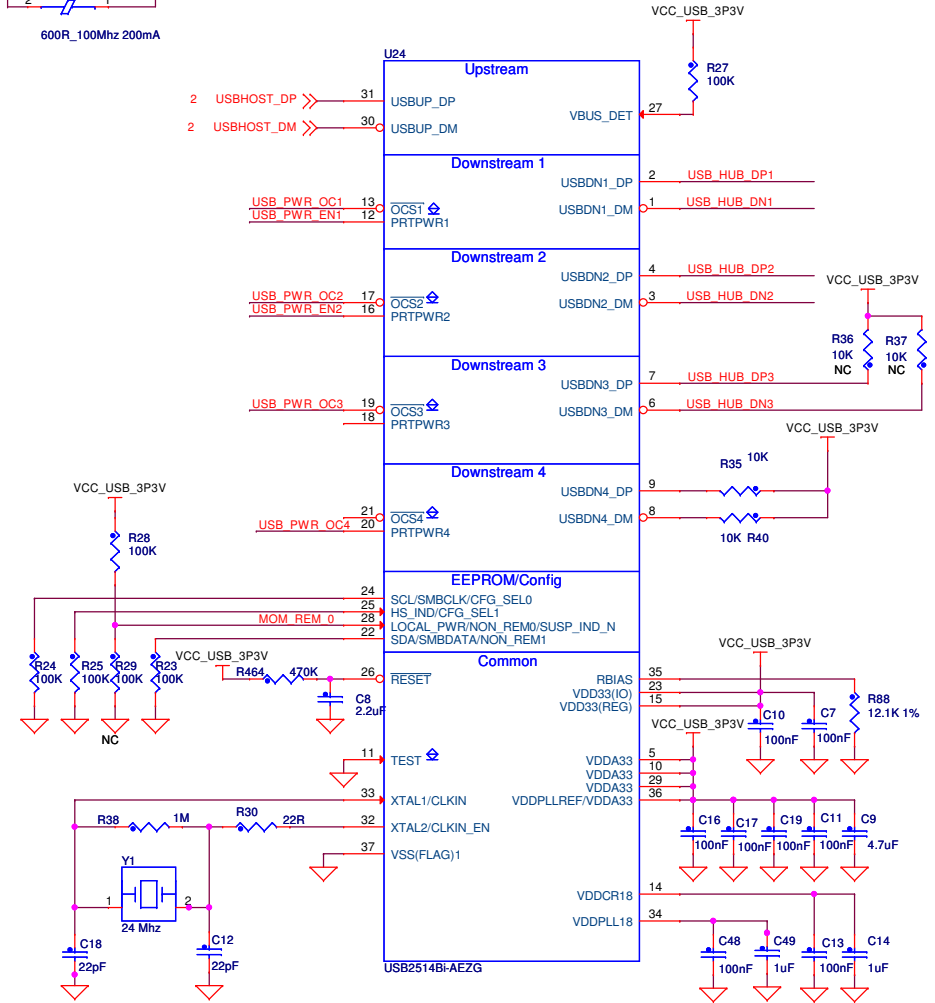 2 1
600R_100Mhz 200mA
VCC_USB_3P3V
R27
100K
U24
Upstream
2 USBHOST_DP 31 USBUP_DP
2 USBHOST_DM 30 USBUP_DM
VBUS_DET 27
Downstream 1
USBDN1_DP 2 USB_HUB_DP1
USB_PWR_OC1 13 OCS1 USBDN1_DM 1 USB_HUB_DN1
USB_PWR_EN1 12 PRTPWR1
Downstream 2
USBDN2_DP 4 USB_HUB_DP2
VCC_USB_3P3V
USB_PWR_OC2 17 OCS2 USBDN2_DM 3 USB_HUB_DN2
USB_PWR_EN2 16 PRTPWR2
R36 R37
10K 10K
NC NC
Downstream 3
USBDN3_DP 7 USB_HUB_DP3
USB_PWR_OC3 19 OCS3 USBDN3_DM 6 USB_HUB_DN3
18 PRTPWR3
VCC_USB_3P3V
Downstream 4
R35 10K
USBDN4_DP 9
21 OCS4 USBDN4_DM 8
USB_PWR_OC4 20 PRTPWR4
10K R40
VCC_USB_3P3V
R28
100K
EEPROM/Config
24 SCL/SMBCLK/CFG_SEL0
25 HS_IND/CFG_SEL1
MOM_REM_0 28 LOCAL_PWR/NON_REM0/SUSP_IND_N
22 SDA/SMBDATA/NON_REM1
R24 R25 R29 R23
100K 100K 100K 100K
NC
Common
VCC_USB_3P3V
R464 470K 26 RESET
C8
2.2uF
VCC_USB_3P3V
RBIAS 35
VDD33(IO) 23
VDD33(REG) 15
R88
12.1K 1%
C10 C7
100nF 100nF
VCC_USB_3P3V
11 TEST
VDDA33 5
VDDA33 10
VDDA33 29
VDDPLLREF/VDDA33 36
33 XTAL1/CLKIN
R38 1M R30 22R 32 XTAL2/CLKIN_EN
C16 C17 C19 C11 C9
100nF 100nF 100nF 100nF 4.7uF
37 VSS(FLAG)1
Y1
1 2
24 Mhz
VDDCR18 14
VDDPLL18 34
C18 C12
22pF 22pF
C48 C49 C13 C14
100nF 1uF 100nF 1uF
USB2514Bi-AEZG